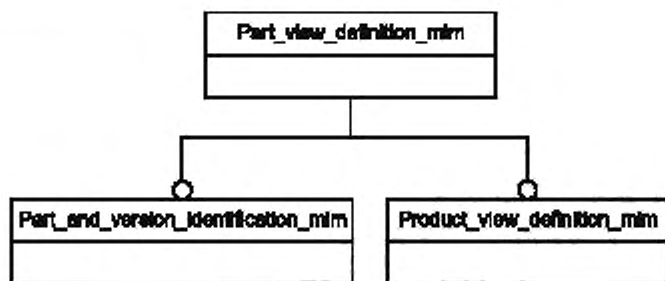 Part_view_definition_mim
Part_and_version_identification_mim
Product_view_definition_mim